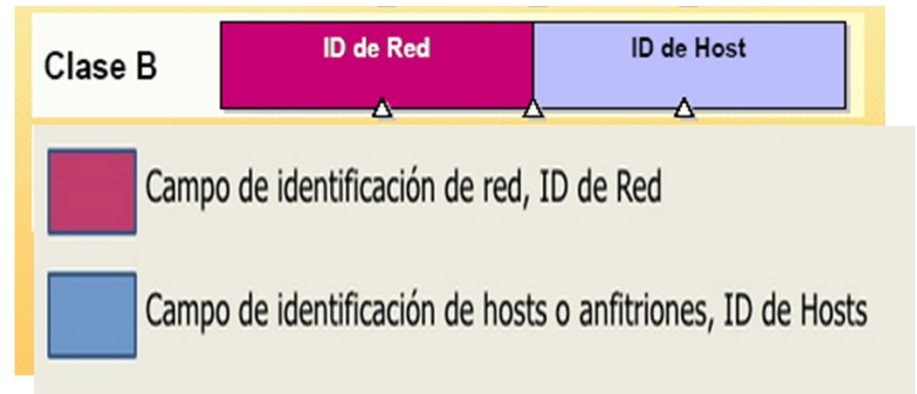 Clase B
ID de Red
ID de Host
Campo de identificación de red, ID de Red
Campo de identificación de hosts o anfitriones, ID de Hosts